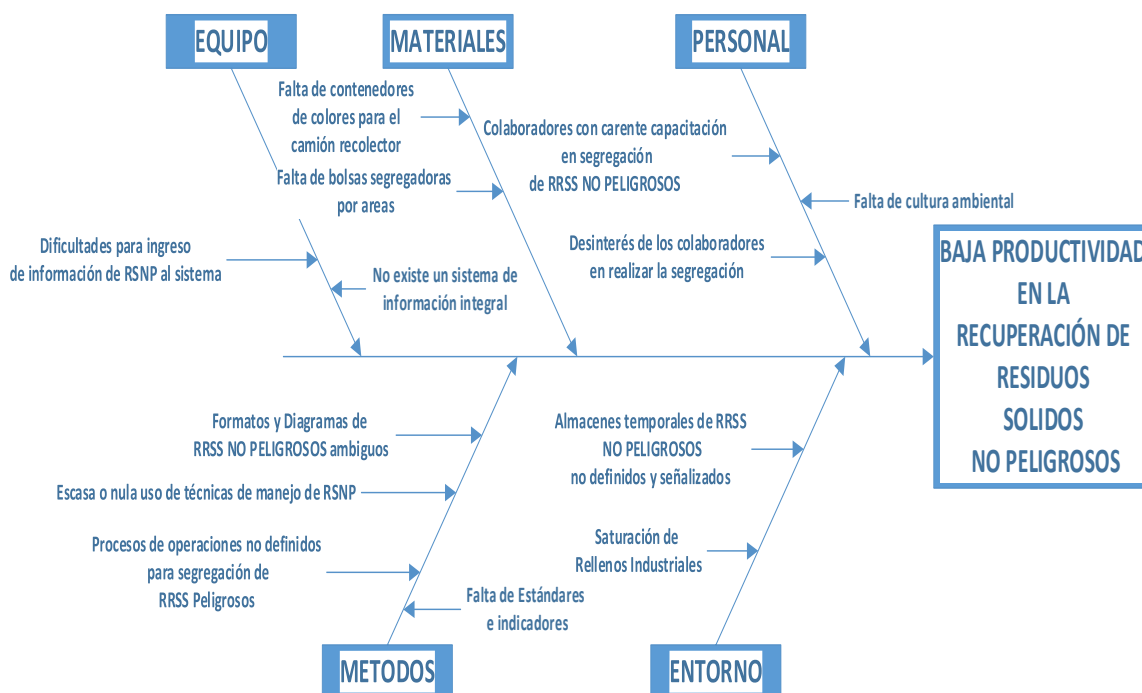 EQUIPO
MATERIALES
PERSONAL
Falta de contenedores
de colores para el
camión recolector
Falta de bolsas segregadoras
por areas
Colaboradores con carente capacitación
en segregación
de RRSS NO PELIGROSOS
Falta de cultura ambiental
Desinterés de los colaboradores
en realizar la segregación
Dificultades para ingreso
de información de RSNP al sistema
No existe un sistema de
información integral
BAJA PRODUCTIVIDAD
EN LA
RECUPERACIÓN DE
RESIDUOS
SOLIDOS
NO PELIGROSOS
Formatos y Diagramas de
RRSS NO PELIGROSOS ambiguos
Escasa o nula uso de técnicas de manejo de RSNP
Procesos de operaciones no definidos
para segregación de
RRSS Peligrosos
Falta de Estándares
e indicadores
Almacenes temporales de RRSS
NO PELIGROSOS
no definidos y señalizados
Saturación de
Rellenos Industriales
METODOS
ENTORNO